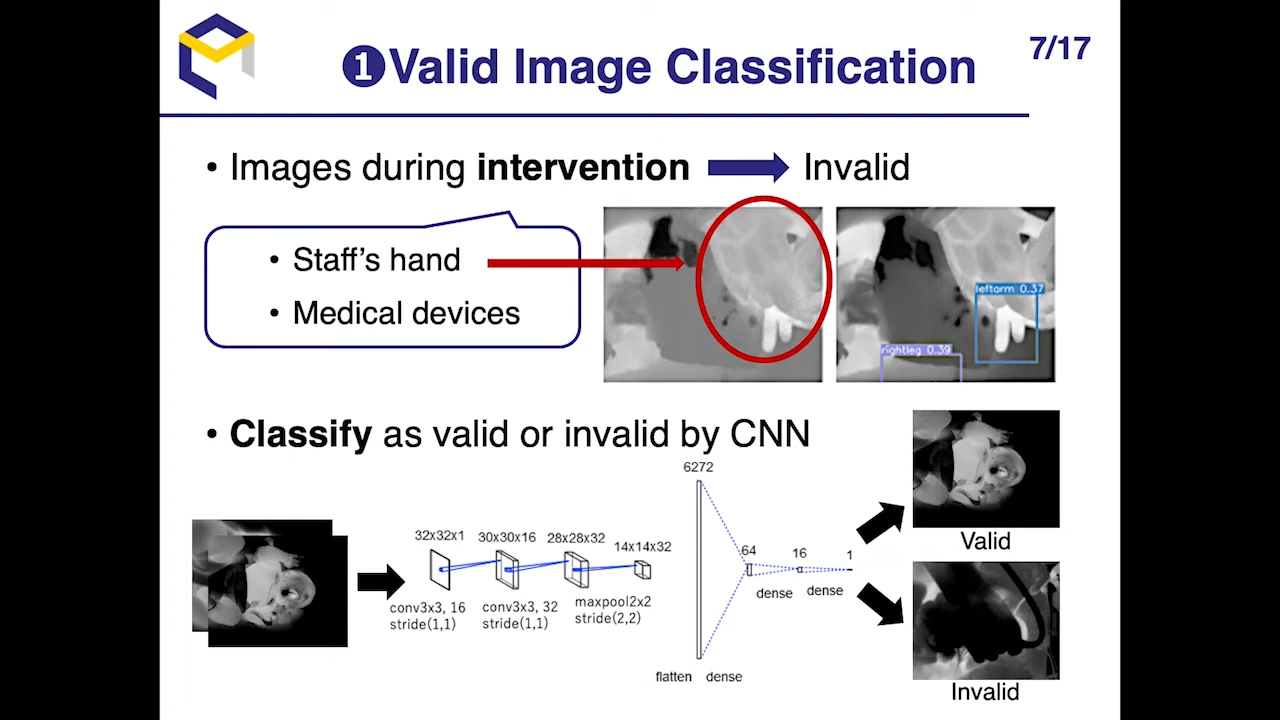 ❶Valid Image Classification
7/17
• Images during intervention
Invalid
• Staff's hand
• Medical devices
leftarm 0.37
rightleg 0.39
• Classify as valid or invalid by CNN
6272
32x32x1
30x30x16
28x28x32
14x14x32
64
16
1
conv3x3, 16
stride(1,1)
conv3x3, 32
stride(1,1)
maxpool2x2
stride(2,2)
dense
dense
flatten
dense
Valid
Invalid